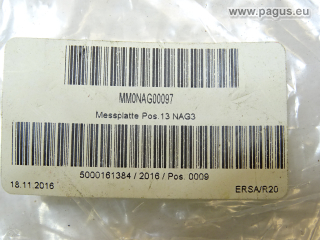 www.pagus.eu
MM0NAG00097
Messplatte Pos.13 NAG3
5000161384 / 2016 / Pos. 0009
18.11.2016 ERSA/R20